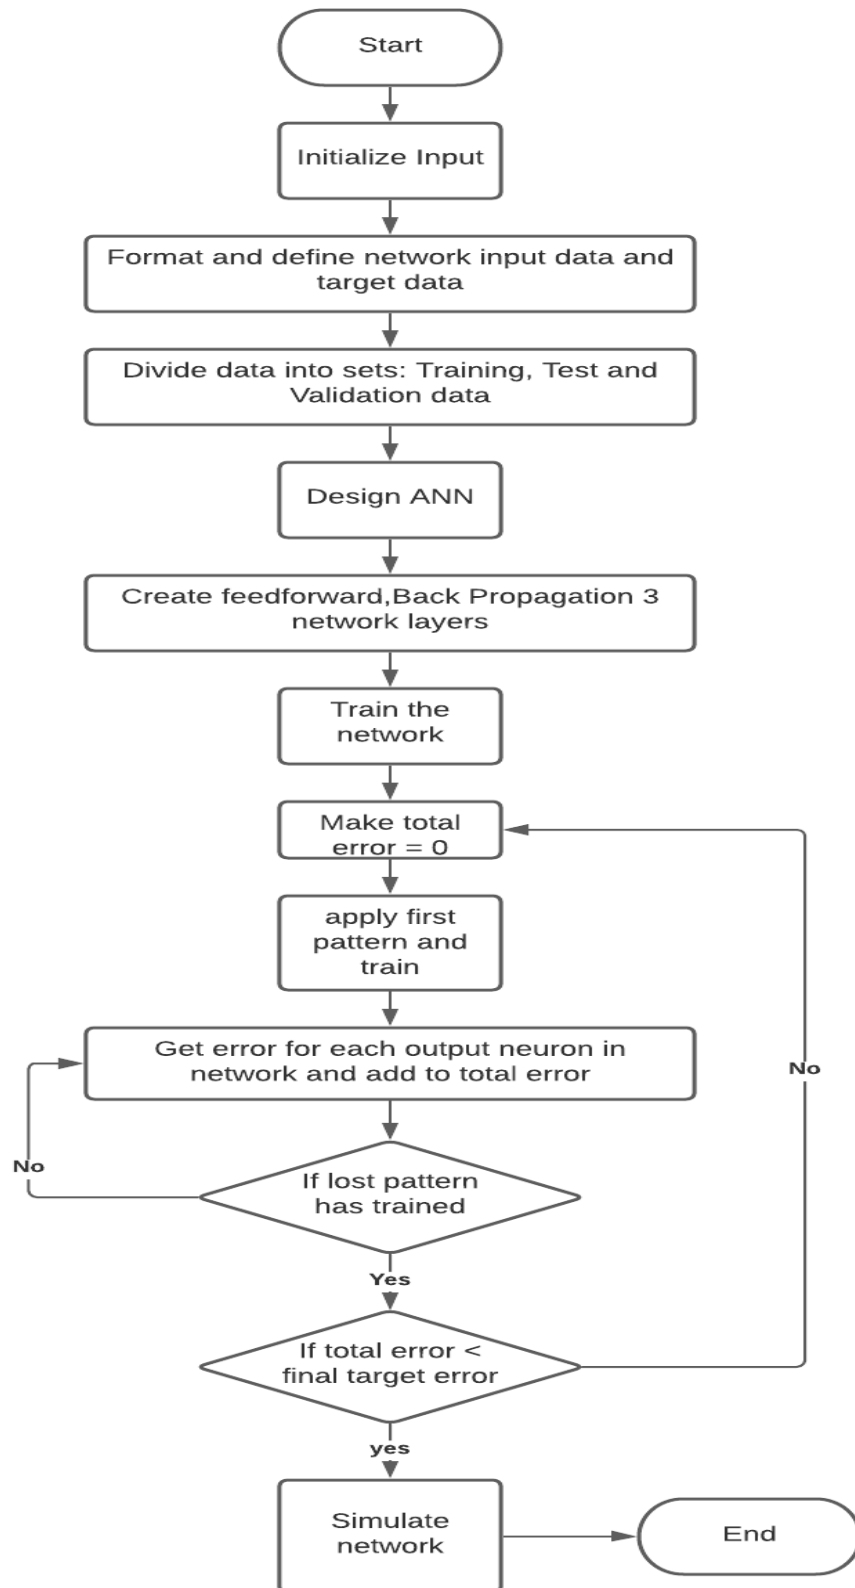 Start
Initialize Input
Format and define network input data and
target data
Divide data into sets: Training, Test and
Validation data
Design ANN
Create feedforward,Back Propagation 3
network layers
Train the
network
Make total
error = 0
apply first
pattern and
train
Get error for each output neuron in
network and add to total error
No
No
If lost pattern
has trained
Yes
If total error <
final target error
yes
Simulate
network
End